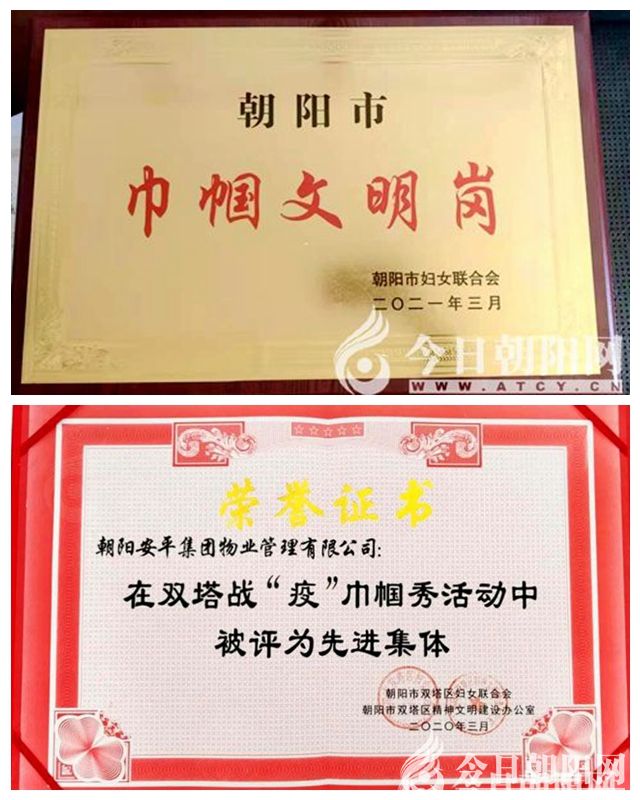 朝阳市
巾帼文明岗
朝阳市妇女联合会
二〇二一年三月
今日朝阳网
WWW.ATCY.CN
荣誉证书
朝阳安平集团物业管理有限公司:
在双塔战“疫”巾帼秀活动中
被评为先进集体
朝阳市双塔区妇女联合会
朝阳市双塔区精神文明建设办公室
二〇二〇年三月
今日朝阳网